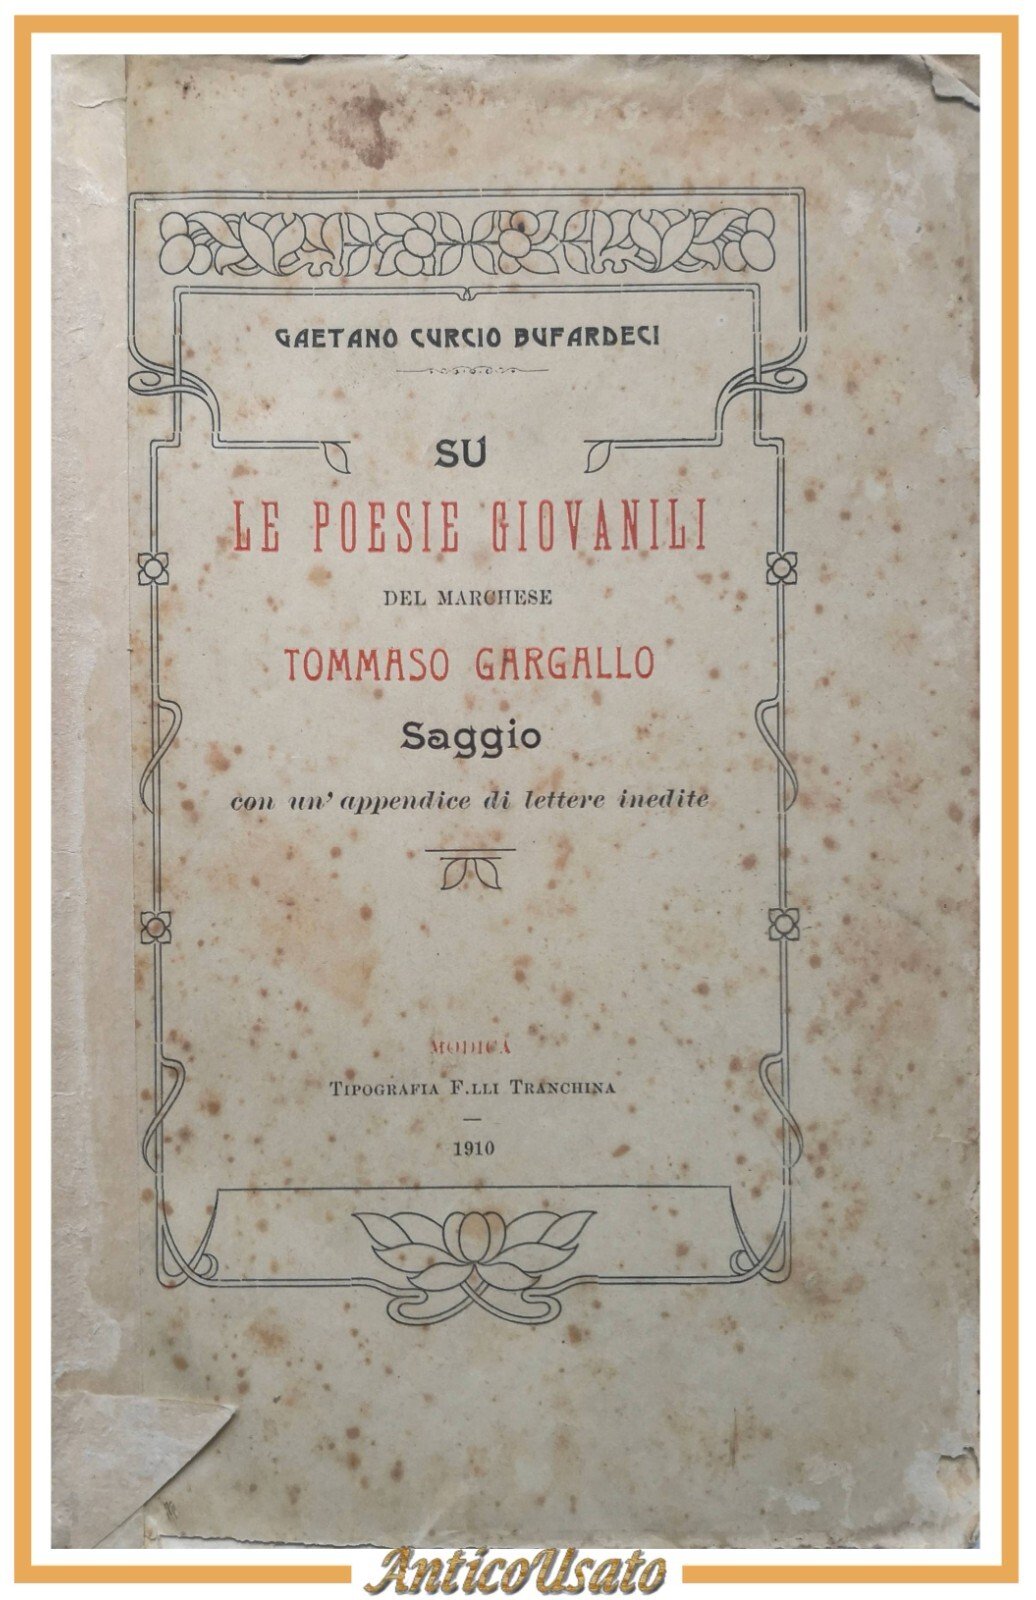 GAETANO CURCIO BUFARDECI
SU
LE POESIE GIOVANILI
DEL MARCHESE
TOMMASO GARGALLO
Saggio
con un' appendice di lettere inedite
MODICA
TIPOGRAFIA F.LLI TRANCHINA
—
1910
AnticoUsato